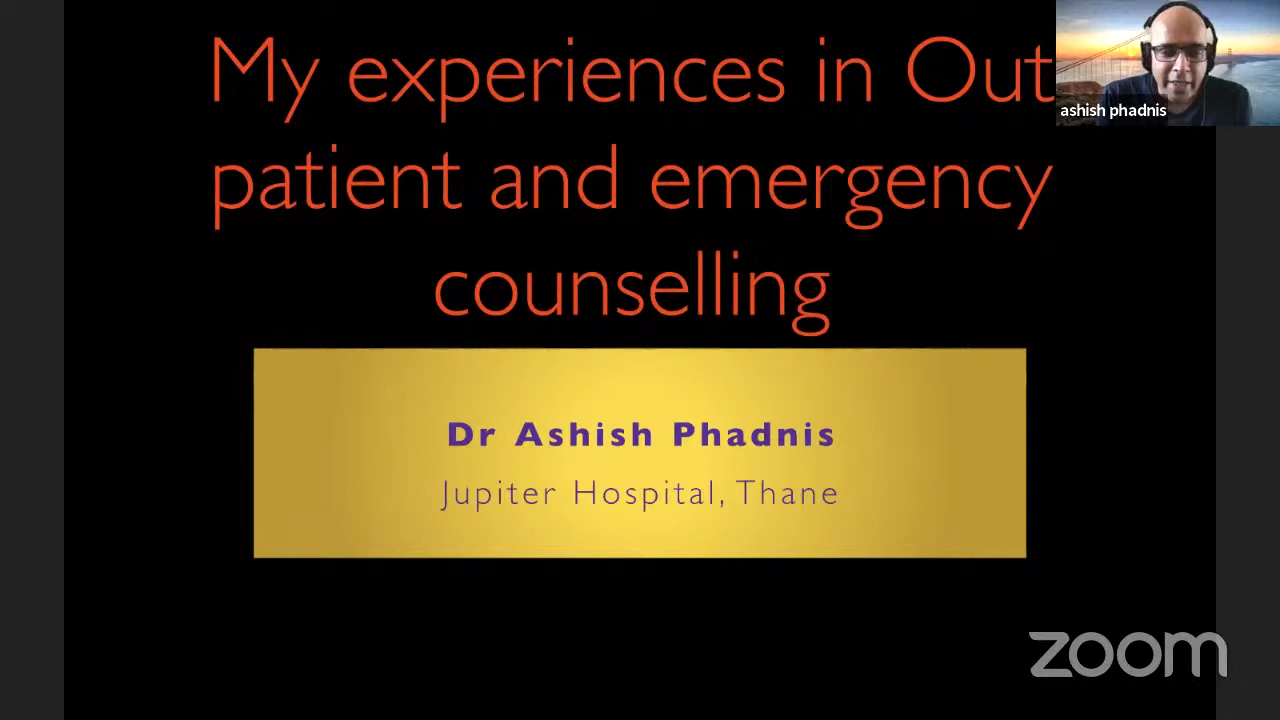 My experiences in Out
patient and emergency
counselling
ashish phadnis
Dr Ashish Phadnis
Jupiter Hospital, Thane
zoom